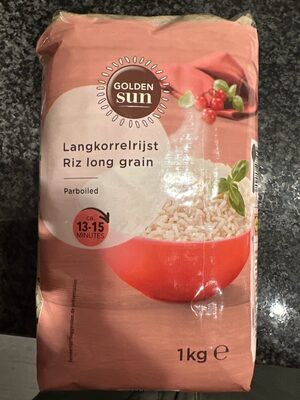 GOLDEN
sun
Langkorrelrijst
Riz long grain
Parboiled
ca.
13-15
MINUTES
1kg ℮